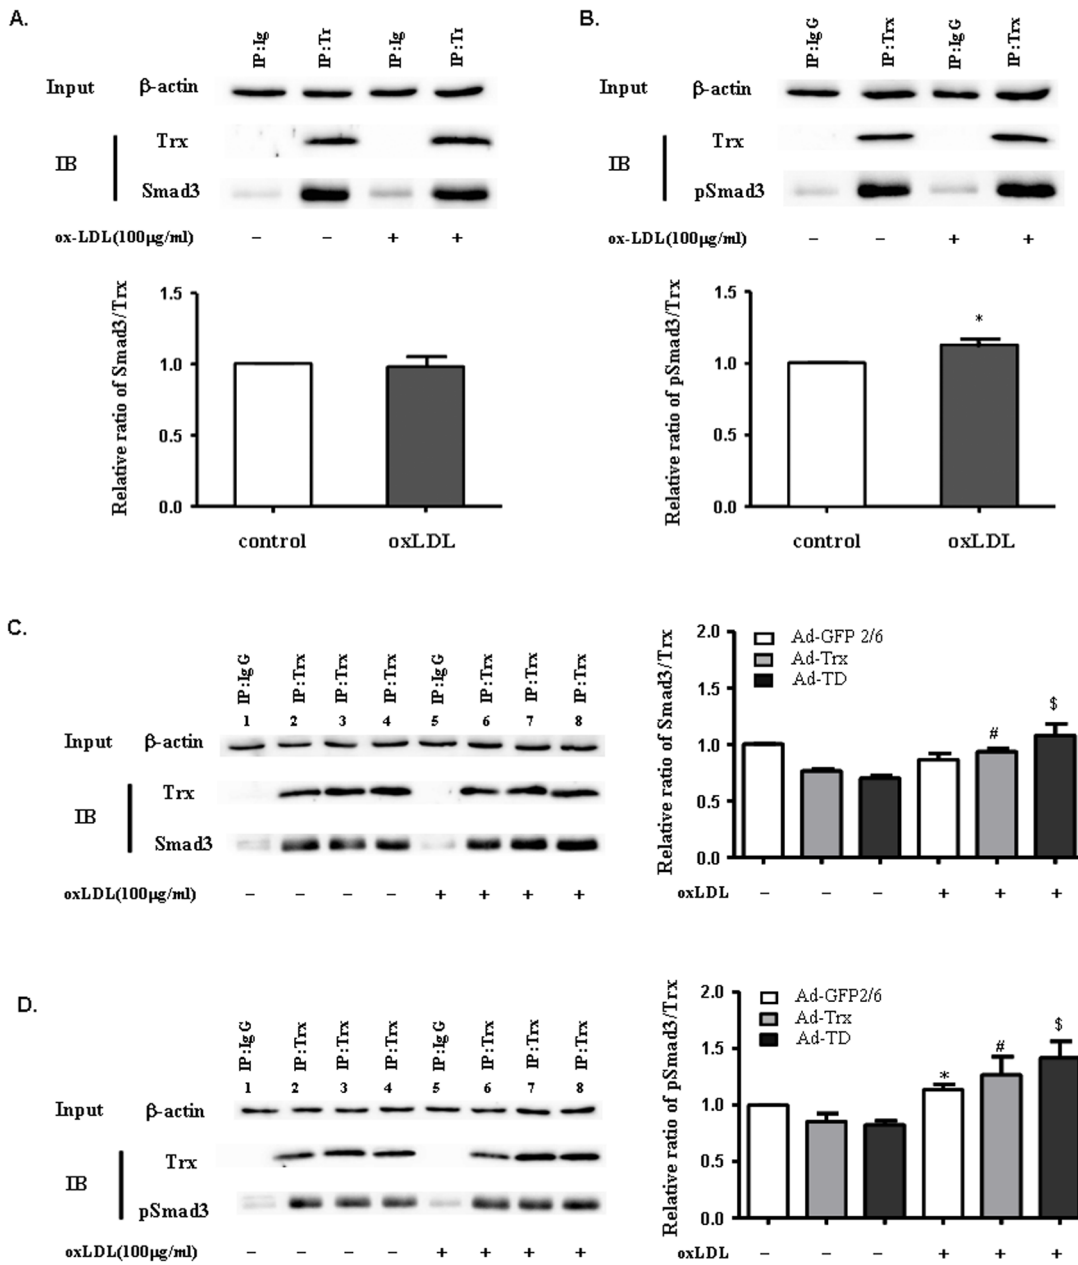 A.
IP:Ig IP:Tr IP:Ig IP:Tr
Input β-actin
IB Trx
Smad3
ox-LDL(100μg/ml) – – + +
Relative ratio of Smad3/Trx
1.5
1.0
0.5
0.0
control oxLDL
B.
IP:IgG IP:Trx IP:IgG IP:Trx
Input β-actin
IB Trx
pSmad3
ox-LDL(100μg/ml) – – + +
Relative ratio of pSmad3/Trx
1.5
1.0
0.5
0.0
*
control oxLDL
C.
IP:IgG IP:Trx IP:Trx IP:Trx IP:IgG IP:Trx IP:Trx IP:Trx
1 2 3 4 5 6 7 8
Input β-actin
IB Trx
Smad3
oxLDL(100μg/ml) – – – – + + + +
Relative ratio of Smad3/Trx
2.0
1.5
1.0
0.5
0.0
Ad-GFP 2/6
Ad-Trx
Ad-TD
# $
oxLDL – – – + + +
D.
IP:IgG IP:Trx IP:Trx IP:Trx IP:IgG IP:Trx IP:Trx IP:Trx
1 2 3 4 5 6 7 8
Input β-actin
IB Trx
pSmad3
oxLDL(100μg/ml) – – – – + + + +
Relative ratio of pSmad3/Trx
2.0
1.5
1.0
0.5
0.0
Ad-GFP2/6
Ad-Trx
Ad-TD
* # $
oxLDL – – – + + +